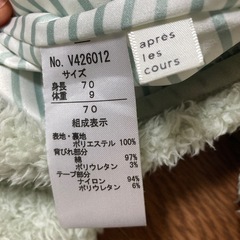 No. V426012
サイズ
身長 70
体重 9
70
組成表示
表地・裏地
ポリエステル 100%
背びれ部分
綿 97%
ポリウレタン 3%
テープ部分
ナイロン 94%
ポリウレタン 6%
après
les
cours